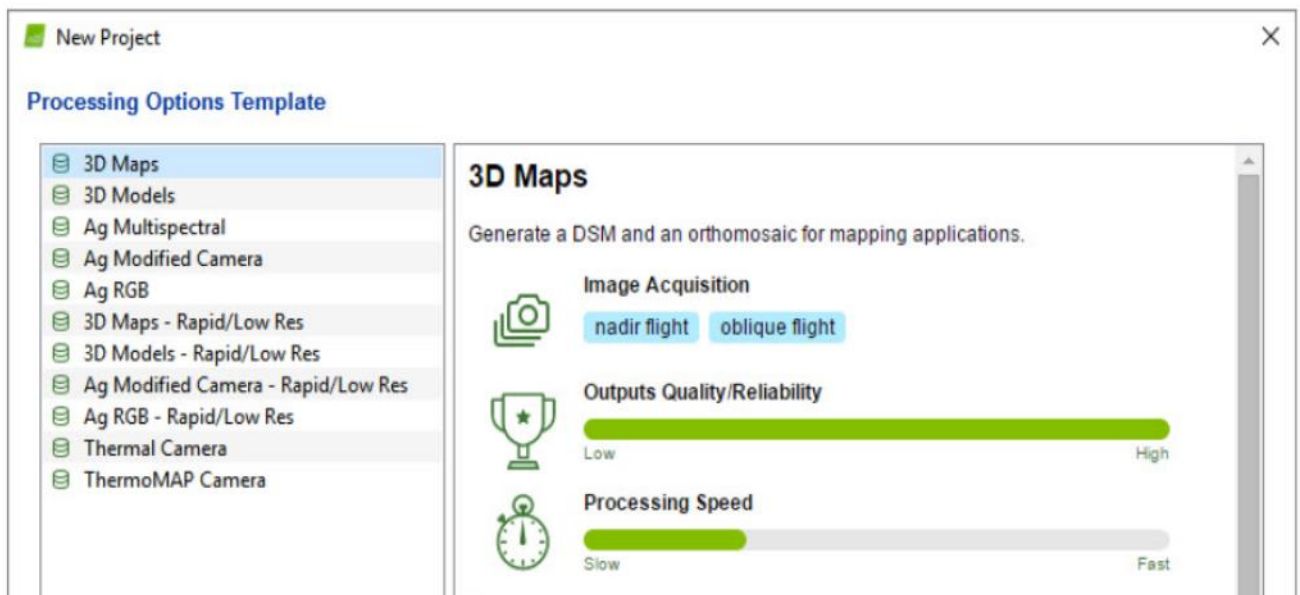 New Project
Processing Options Template
3D Maps
3D Models
Ag Multispectral
Ag Modified Camera
Ag RGB
3D Maps - Rapid/Low Res
3D Models - Rapid/Low Res
Ag Modified Camera - Rapid/Low Res
Ag RGB - Rapid/Low Res
Thermal Camera
ThermoMAP Camera
3D Maps
Generate a DSM and an orthomosaic for mapping applications.
Image Acquisition
nadir flight oblique flight
Outputs Quality/Reliability
Low High
Processing Speed
Slow Fast